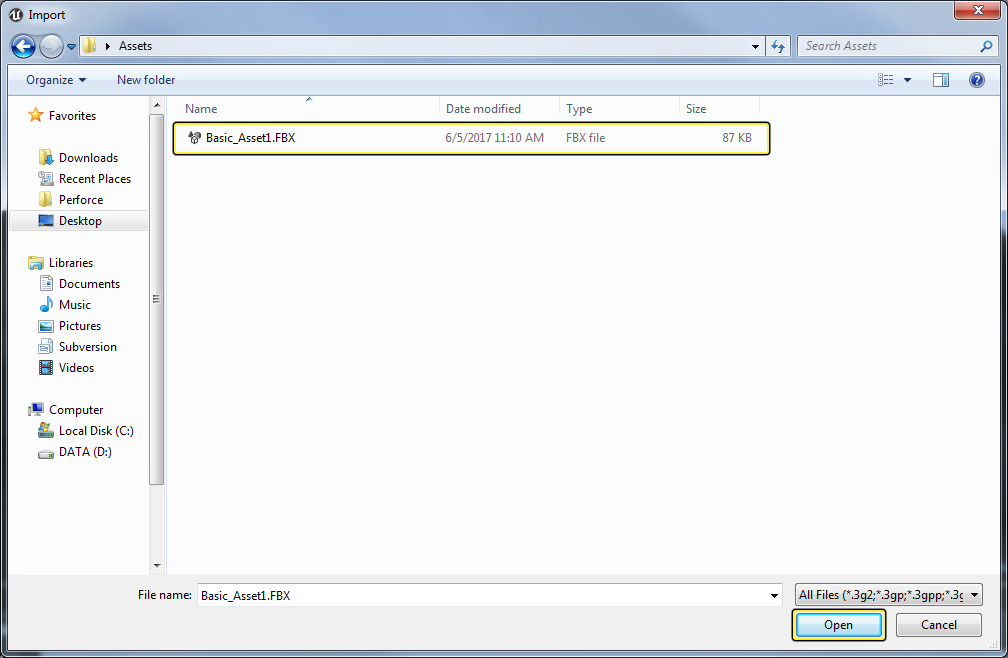 Import
Assets
Search Assets
Organize
New folder
Name Date modified Type Size
Basic_Asset1.FBX 6/5/2017 11:10 AM FBX file 87 KB
Favorites
Downloads
Recent Places
Perforce
Desktop
Libraries
Documents
Music
Pictures
Subversion
Videos
Computer
Local Disk (C:)
DATA (D:)
File name: Basic_Asset1.FBX All Files (*.3g2;*.3gp;*.3gpp;*.3g
Open Cancel